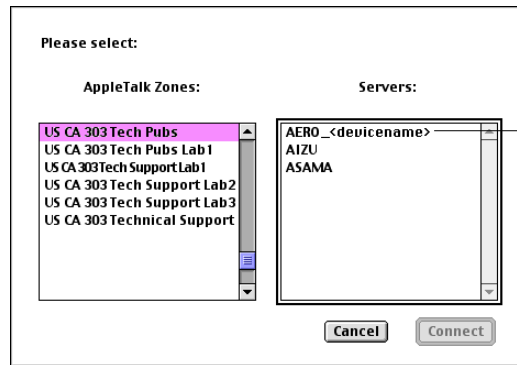 Please select:
AppleTalk Zones:
Servers:
US CA 303 Tech Pubs
US CA 303 Tech Pubs Lab1
US CA 303 Tech Support Lab1
US CA 303 Tech Support Lab2
US CA 303 Tech Support Lab3
US CA 303 Technical Support
AERO_<devicename>
AIZU
ASAMA
Cancel
Connect